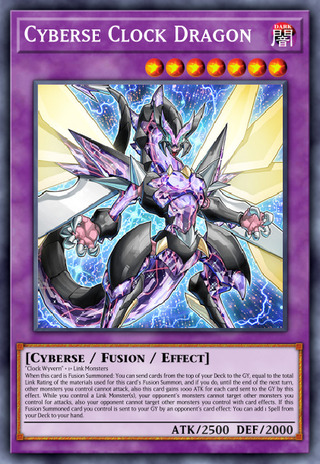 Cyberse Clock Dragon
DARK
闇
[Cyberse / Fusion / Effect]
"Clock Wyvern" + 1+ Link Monsters
When this card is Fusion Summoned: You can send cards from the top of your Deck to the GY, equal to the
total Link Rating of the materials used for this card's Fusion Summon, and if you do, until the end of the next turn,
other monsters you control cannot attack, also this card gains 1000 ATK for each card sent to the GY by this
effect. While you control a Link Monster(s), your opponent's monsters cannot target other monsters you
control for attacks, also your opponent cannot target other monsters you control with card effects. If this
Fusion Summoned card you control is sent to your GY by an opponent's card effect: You can add 1 Spell from
your Deck to your hand.
ATK/2500 DEF/2000